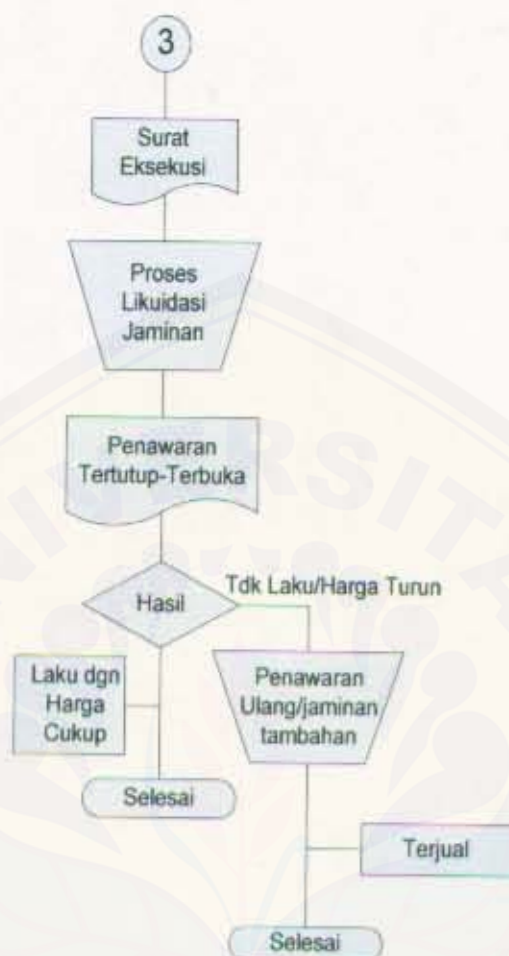 3
Surat
Eksekusi
Proses
Likuidasi
Jaminan
Penawaran
Tertutup-Terbuka
Hasil
Tdk Laku/Harga Turun
Laku dgn
Harga
Cukup
Penawaran
Ulang/jaminan
tambahan
Selesai
Terjual
Selesai
UNIVERSITA